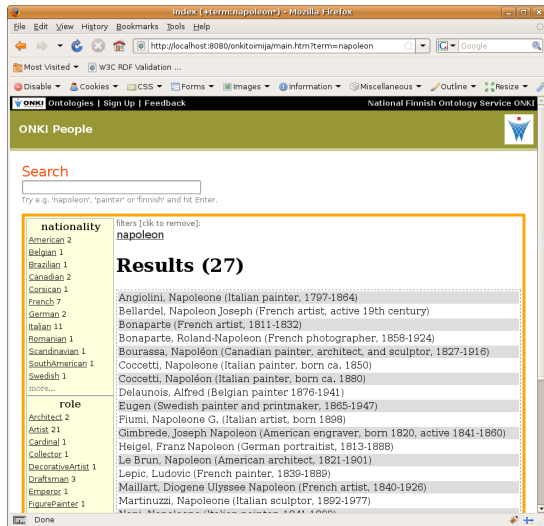 Index (+term:napoleon*) - Mozilla Firefox
File Edit View History Bookmarks Tools Help
http://localhost:8080/onkitoimija/main.htm?term=napoleon
Google
Most Visited W3C RDF Validation ...
Disable Cookies CSS Forms Images Information Miscellaneous Outline Resize
ONKI Ontologies | Sign Up | Feedback National Finnish Ontology Service ONKI
ONKI People
Search
Try e.g. 'napoleon', 'painter' or 'finnish' and hit Enter.
nationality
American 2
Belgian 1
Brazilian 1
Canadian 2
Corsican 1
French 7
German 2
Italian 11
Romanian 1
Scandinavian 1
SouthAmerican 1
Swedish 1
more...
role
Architect 2
Artist 21
Cardinal 1
Collector 1
DecorativeArtist 1
Draftsman 3
Emperor 1
FigurePainter 1
filters [clik to remove]:
napoleon
Results (27)
Angiolini, Napoleone (Italian painter, 1797-1864)
Bellardel, Napoleon Joseph (French artist, active 19th century)
Bonaparte (French artist, 1811-1832)
Bonaparte, Roland-Napoleon (French photographer, 1858-1924)
Bourassa, Napoléon (Canadian painter, architect, and sculptor, 1827-1916)
Coccetti, Napoleone (Italian painter, born ca. 1850)
Coccetti, Napoléon (Italian painter, born ca. 1880)
Delaunois, Alfred (Belgian painter 1876-1941)
Eugen (Swedish painter and printmaker, 1865-1947)
Fiumi, Napoleone G. (Italian artist, born 1898)
Gimbrede, Joseph Napoleon (American engraver, born 1820, active 1841-1860)
Heigel, Franz Napoleon (German portraitist, 1813-1888)
Le Brun, Napoleon (American architect, 1821-1901)
Lepic, Ludovic (French painter, 1839-1889)
Maillart, Diogene Ulyssee Napoleon (French artist, 1840-1926)
Martinuzzi, Napoleone (Italian sculptor, 1892-1977)
Done